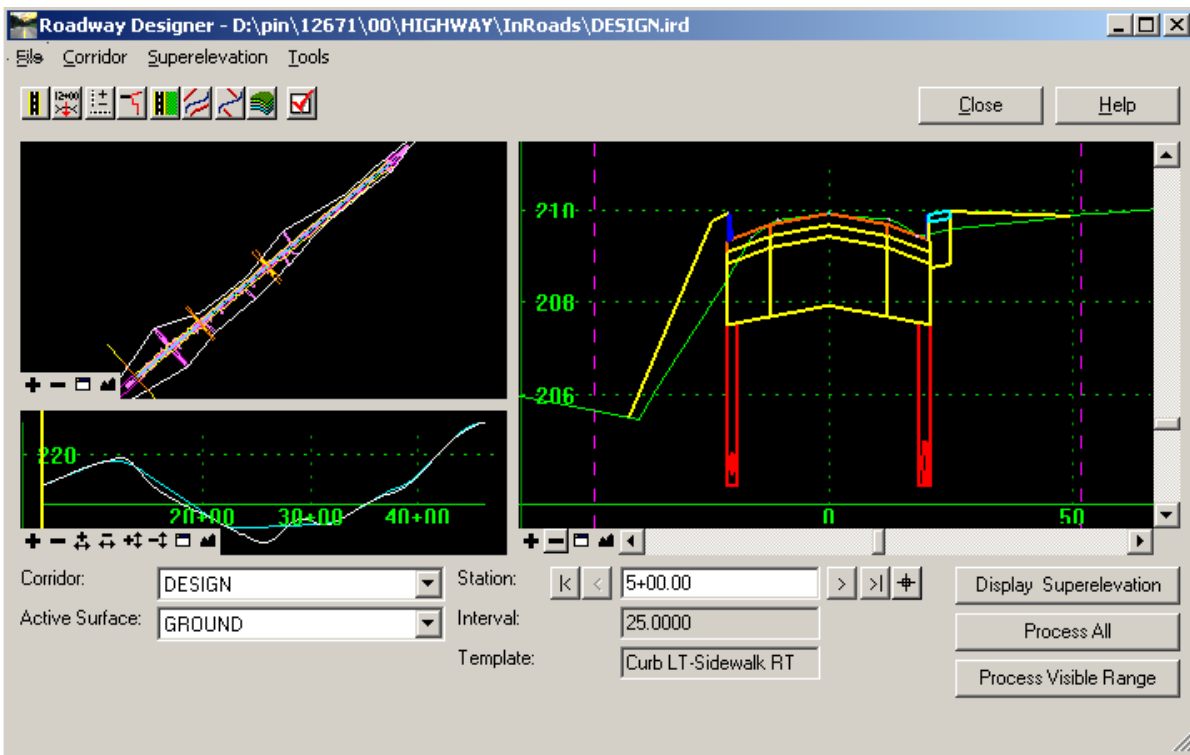 Roadway Designer - D:\pin\12671\00\HIGHWAY\InRoads\DESIGN.ird
File Corridor Superelevation Tools
12+00
Close Help
210
208
206
0 50
220
20+00 30+00 40+00
Corridor: DESIGN
Active Surface: GROUND
Station: 5+00.00
Interval: 25.0000
Template: Curb LT-Sidewalk RT
Display Superelevation
Process All
Process Visible Range